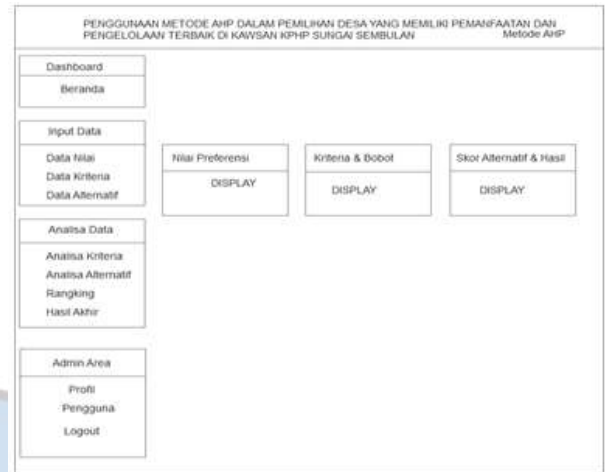 PENGGUNAAN METODE AHP DALAM PEMILIHAN DESA YANG MEMILIKI PEMANFAATAN DAN
PENGELOLAAN TERBAIK DI KAWSAN KPHP SUNGAI SEMBULAN
Metode AHP
Dashboard
Beranda
Input Data
Data Nilai
Data Kriteria
Data Alternatif
Nilai Preferensi
DISPLAY
Kriteria & Bobot
DISPLAY
Skor Alternatif & Hasil
DISPLAY
Analisa Data
Analisa Kriteria
Analisa Alternatif
Rangking
Hasil Akhir
Admin Area
Profil
Pengguna
Logout